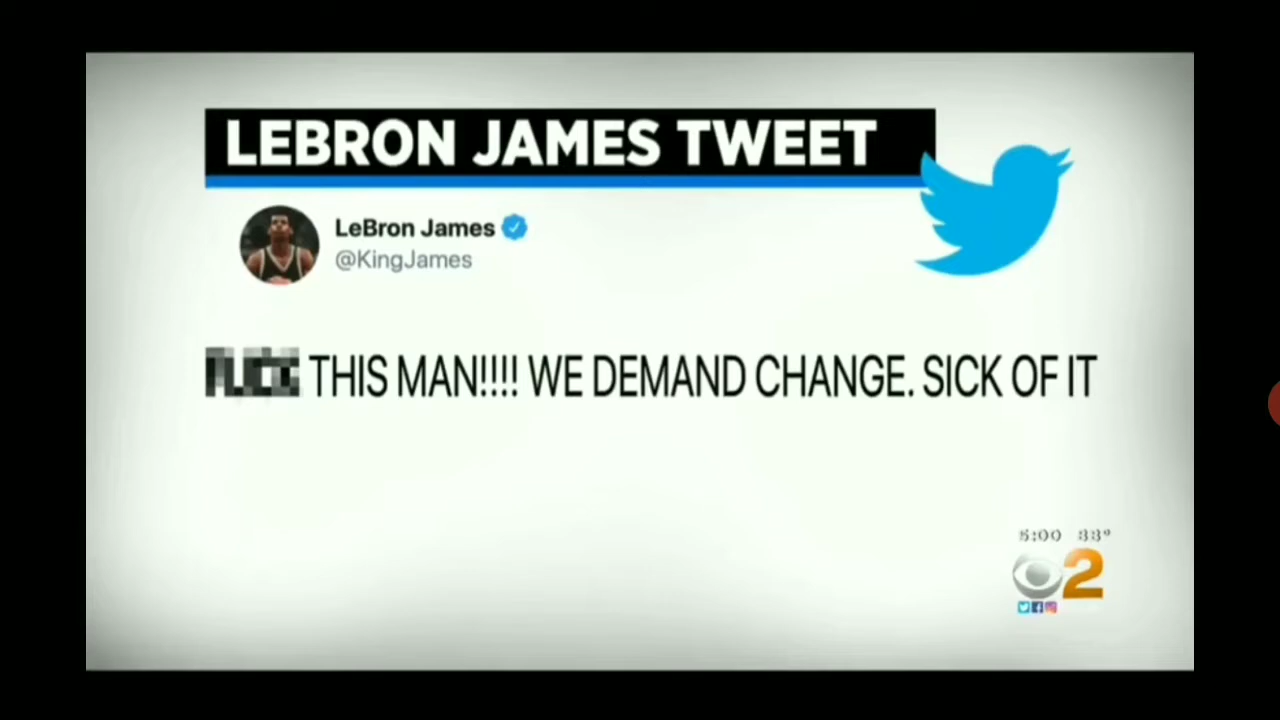 LEBRON JAMES TWEET
LeBron James
@KingJames
THIS MAN!!!! WE DEMAND CHANGE. SICK OF IT
5:00 33°
2